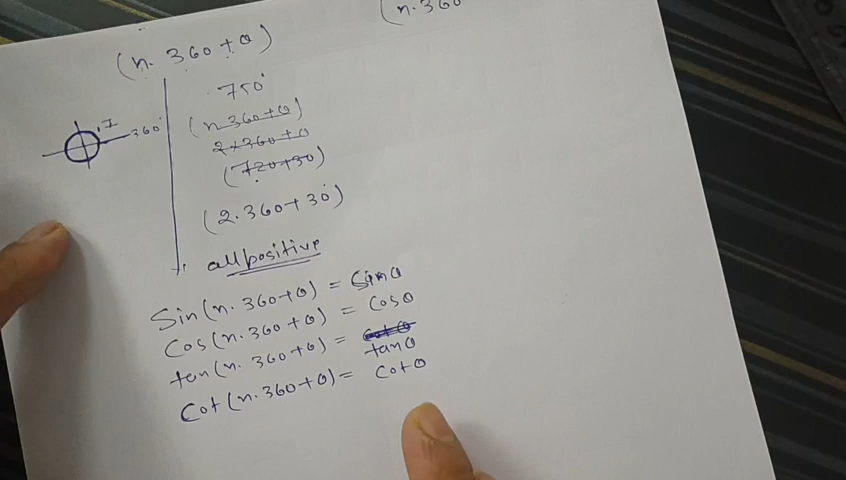 (n. 360
(n. 360+θ)
I
360°
750°
(n 360+θ)
2×360+θ
(720+30)
(2.360+30°)
all positive
Sin(n. 360+θ) = Sinθ
Cos(n. 360+θ) = Cosθ
tan(n. 360+θ) = Cotθ
tanθ
Cot(n.360+θ) = Cotθ